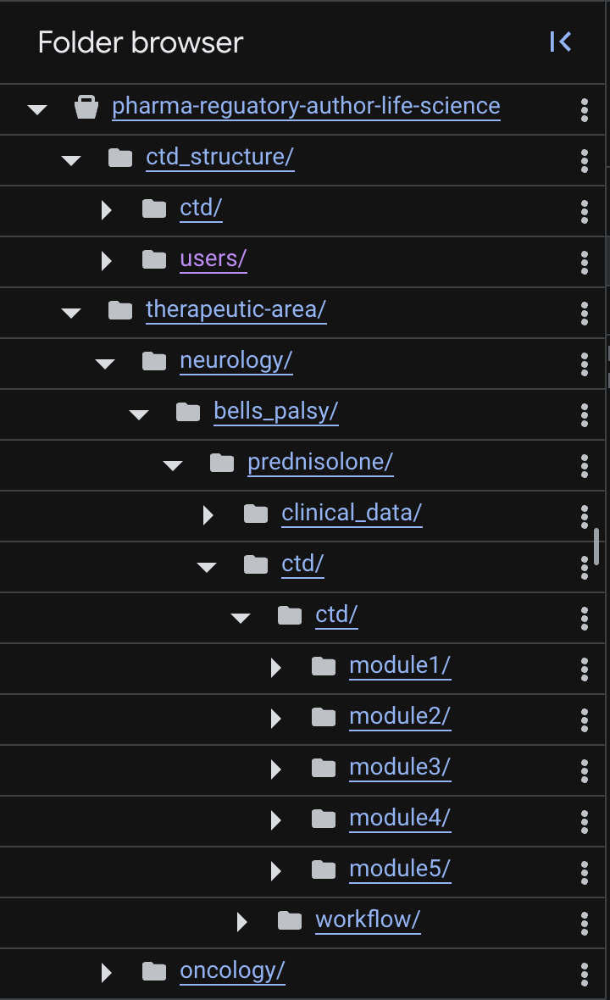 Folder browser
pharma-reguatory-author-life-science
ctd_structure/
ctd/
users/
therapeutic-area/
neurology/
bells_palsy/
prednisolone/
clinical_data/
ctd/
ctd/
module1/
module2/
module3/
module4/
module5/
workflow/
oncology/